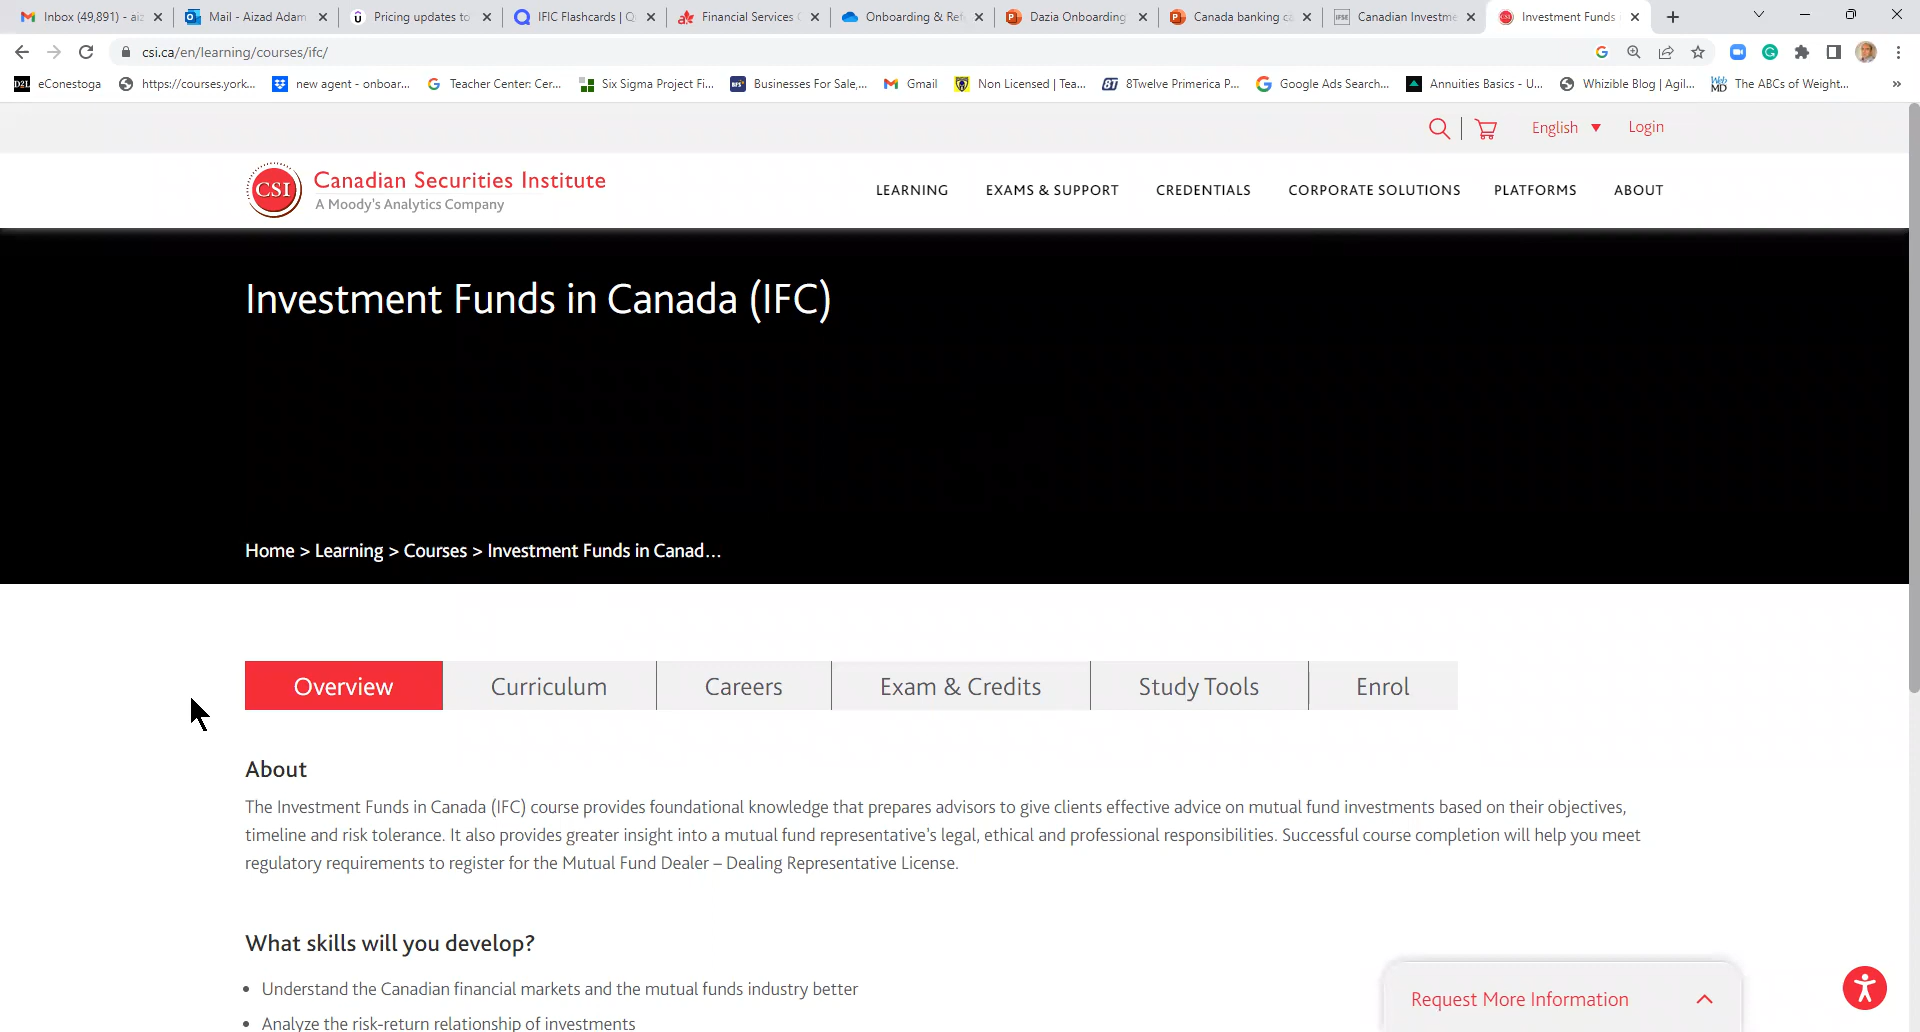 Inbox (49,891) - aiz
Mail - Aizad Adam
Pricing updates to
IFIC Flashcards | Q
Financial Services C
Onboarding & Ref
Dazia Onboarding
Canada banking ca
IFSE Canadian Investme
Investment Funds
csi.ca/en/learning/courses/ifc/
D2L eConestoga
https://courses.york...
new agent - onboar...
Teacher Center: Cer...
Six Sigma Project Fi...
BFS Businesses For Sale,...
Gmail
Non Licensed | Tea...
8T 8Twelve Primerica P...
Google Ads Search...
Annuities Basics - U...
Whizible Blog | Agil...
Web MD The ABCs of Weight...
»
English
Login
CSI
Canadian Securities Institute
A Moody's Analytics Company
LEARNING
EXAMS & SUPPORT
CREDENTIALS
CORPORATE SOLUTIONS
PLATFORMS
ABOUT
Investment Funds in Canada (IFC)
Home > Learning > Courses > Investment Funds in Canad...
Overview
Curriculum
Careers
Exam & Credits
Study Tools
Enrol
About
The Investment Funds in Canada (IFC) course provides foundational knowledge that prepares advisors to give clients effective advice on mutual fund investments based on their objectives,
timeline and risk tolerance. It also provides greater insight into a mutual fund representative's legal, ethical and professional responsibilities. Successful course completion will help you meet
regulatory requirements to register for the Mutual Fund Dealer – Dealing Representative License.
What skills will you develop?
• Understand the Canadian financial markets and the mutual funds industry better
• Analyze the risk-return relationship of investments
Request More Information